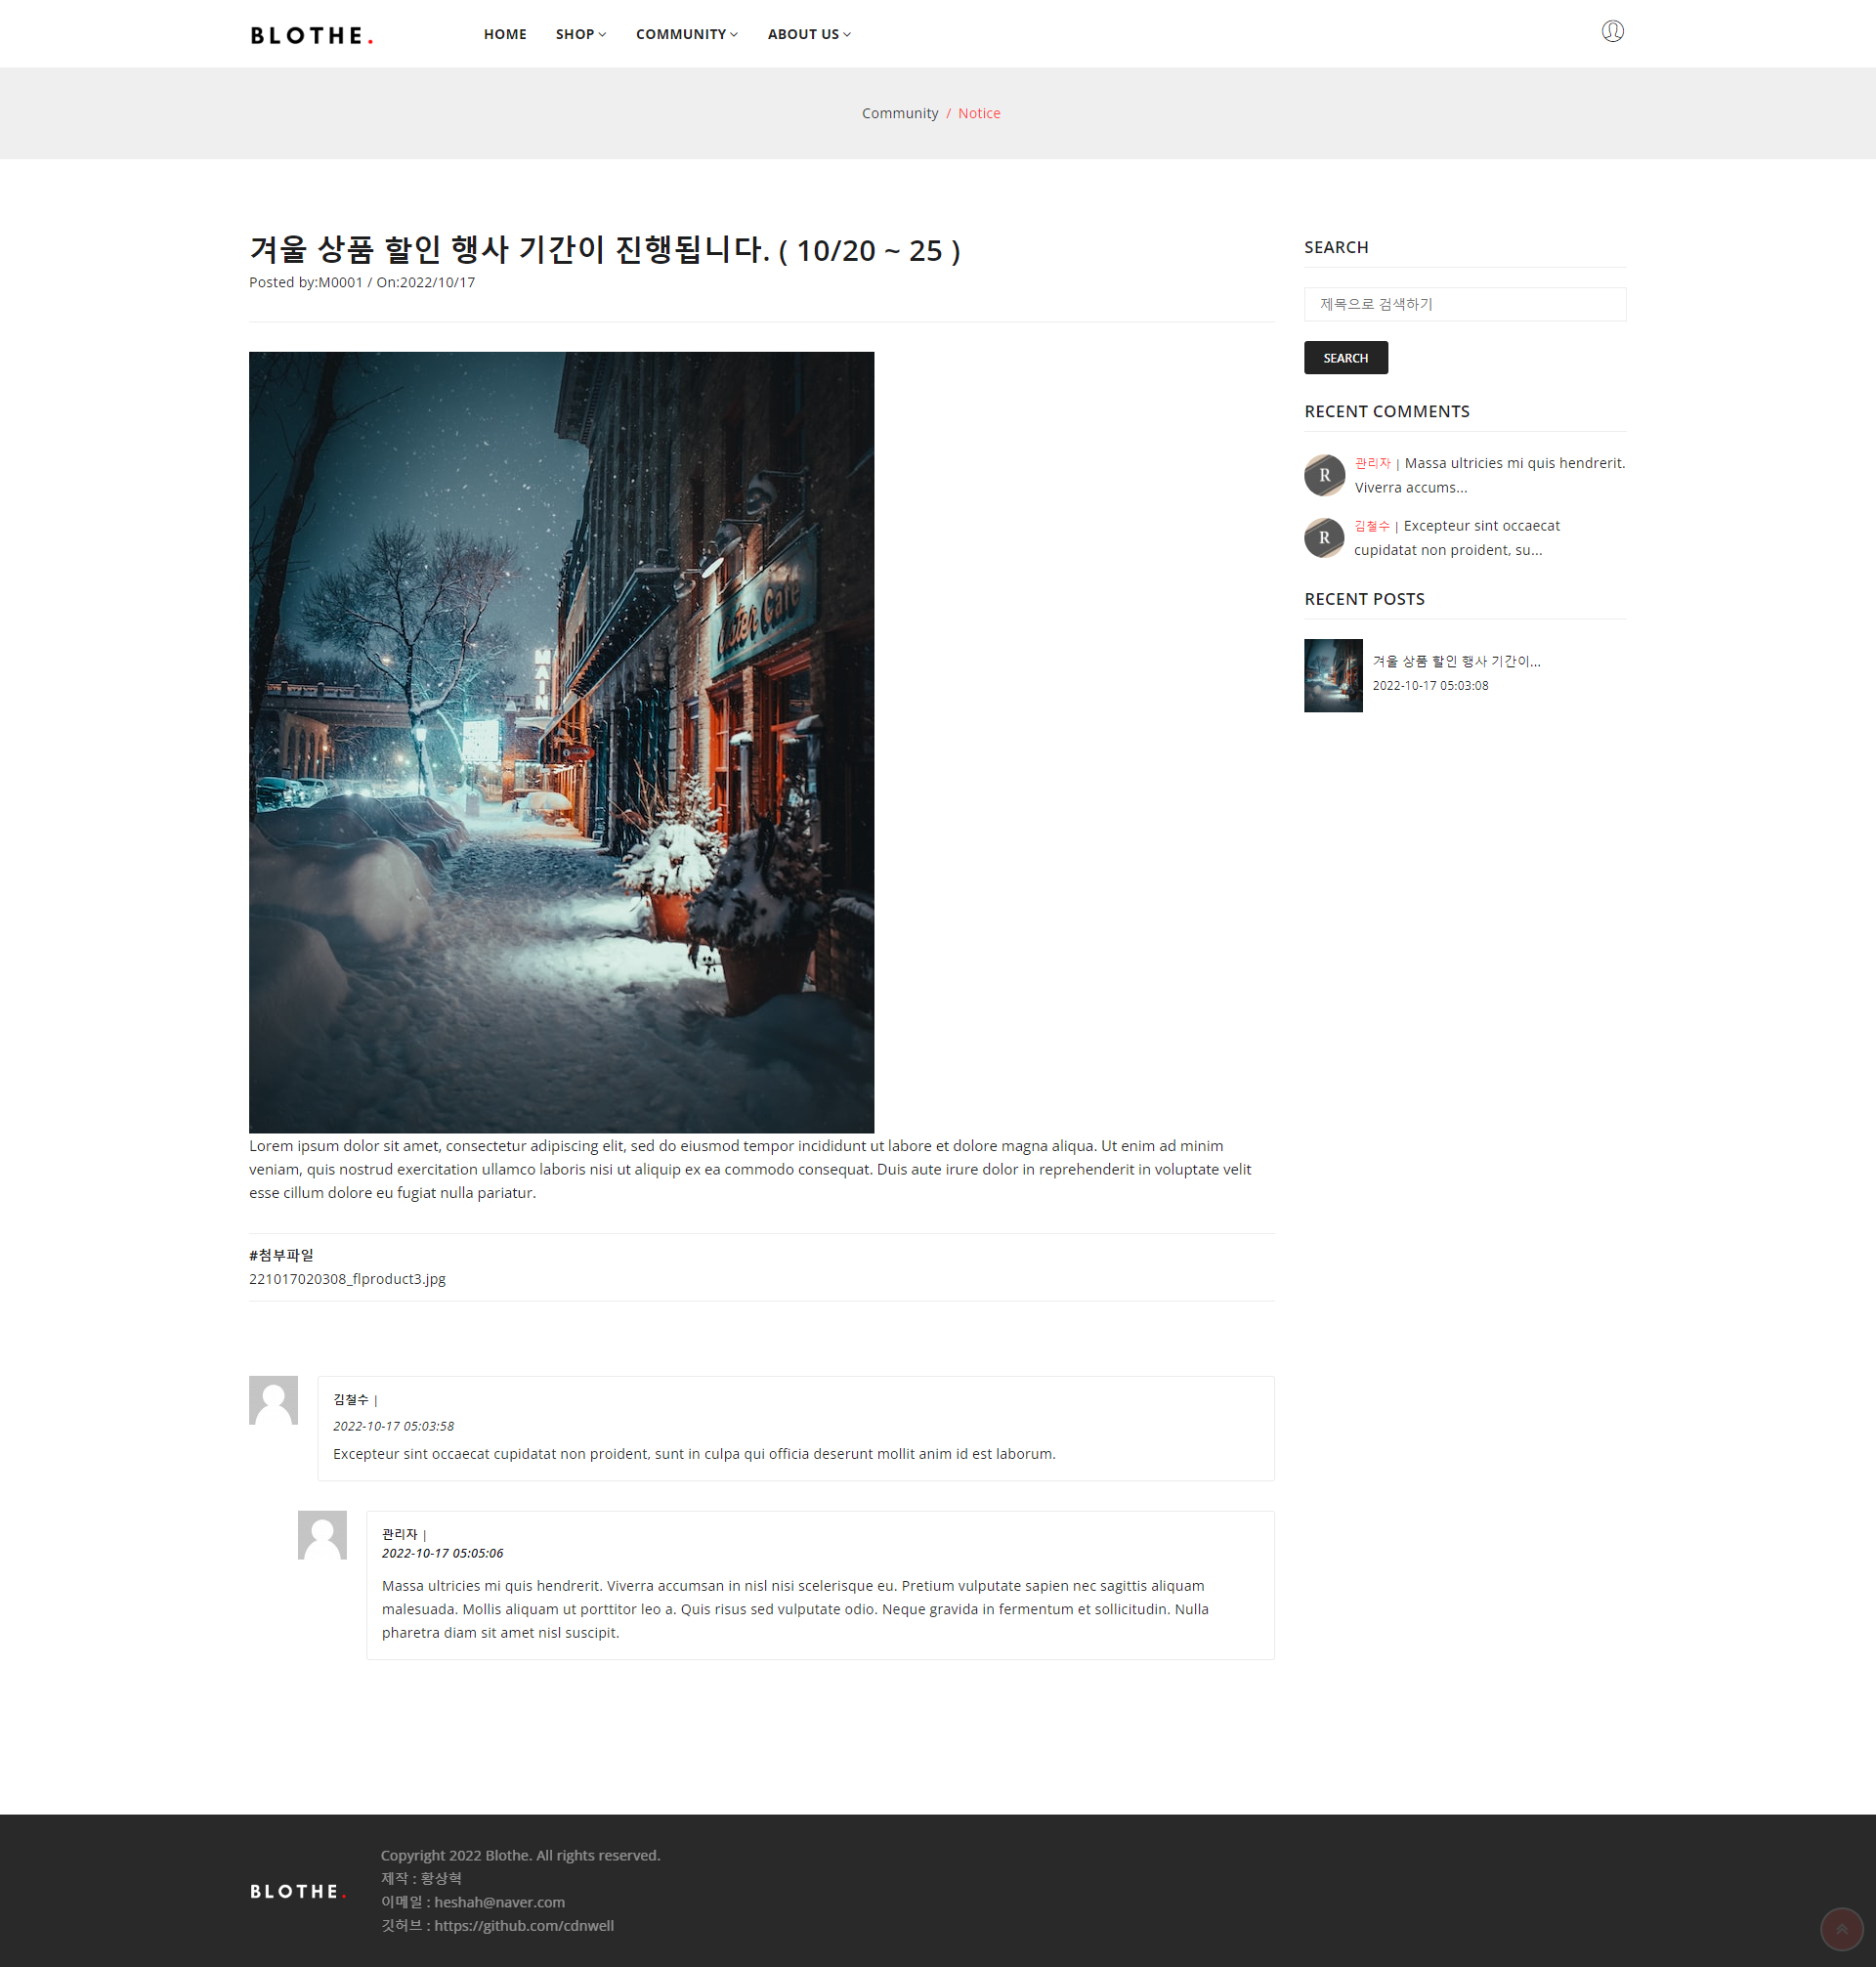 BLOTHE.
HOME SHOP COMMUNITY ABOUT US
Community / Notice
겨울 상품 할인 행사 기간이 진행됩니다. ( 10/20 ~ 25 )
Posted by:M0001 / On:2022/10/17
MAIN
Cafe
Lorem ipsum dolor sit amet, consectetur adipiscing elit, sed do eiusmod tempor incididunt ut labore et dolore magna aliqua. Ut enim ad minim
veniam, quis nostrud exercitation ullamco laboris nisi ut aliquip ex ea commodo consequat. Duis aute irure dolor in reprehenderit in voluptate velit
esse cillum dolore eu fugiat nulla pariatur.
#첨부파일
221017020308_flproduct3.jpg
김철수 |
2022-10-17 05:03:58
Excepteur sint occaecat cupidatat non proident, sunt in culpa qui officia deserunt mollit anim id est laborum.
관리자 |
2022-10-17 05:05:06
Massa ultricies mi quis hendrerit. Viverra accumsan in nisl nisi scelerisque eu. Pretium vulputate sapien nec sagittis aliquam
malesuada. Mollis aliquam ut porttitor leo a. Quis risus sed vulputate odio. Neque gravida in fermentum et sollicitudin. Nulla
pharetra diam sit amet nisl suscipit.
SEARCH
제목으로 검색하기
SEARCH
RECENT COMMENTS
R
관리자 | Massa ultricies mi quis hendrerit.
Viverra accums...
R
김철수 | Excepteur sint occaecat
cupidatat non proident, su...
RECENT POSTS
겨울 상품 할인 행사 기간이...
2022-10-17 05:03:08
BLOTHE.
Copyright 2022 Blothe. All rights reserved.
제작 : 황상혁
이메일 : heshah@naver.com
깃허브 : https://github.com/cdnwell